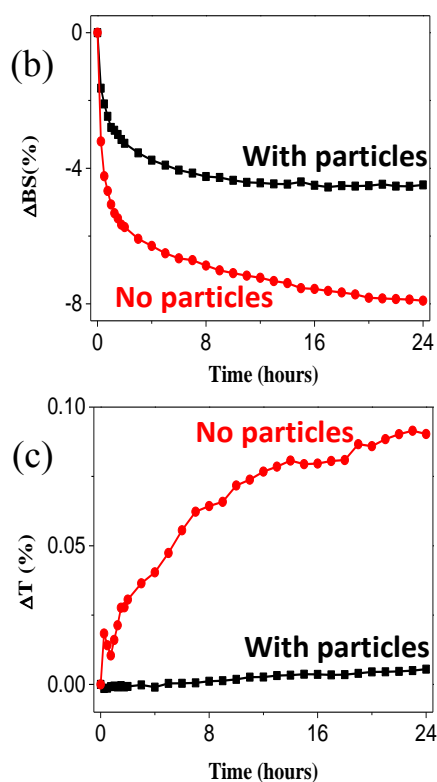 (b)
0
-4
-8
ΔBS(%)
With particles
No particles
0 8 16 24
Time (hours)
(c)
0.10
0.05
0.00
ΔT (%)
No particles
With particles
0 8 16 24
Time (hours)